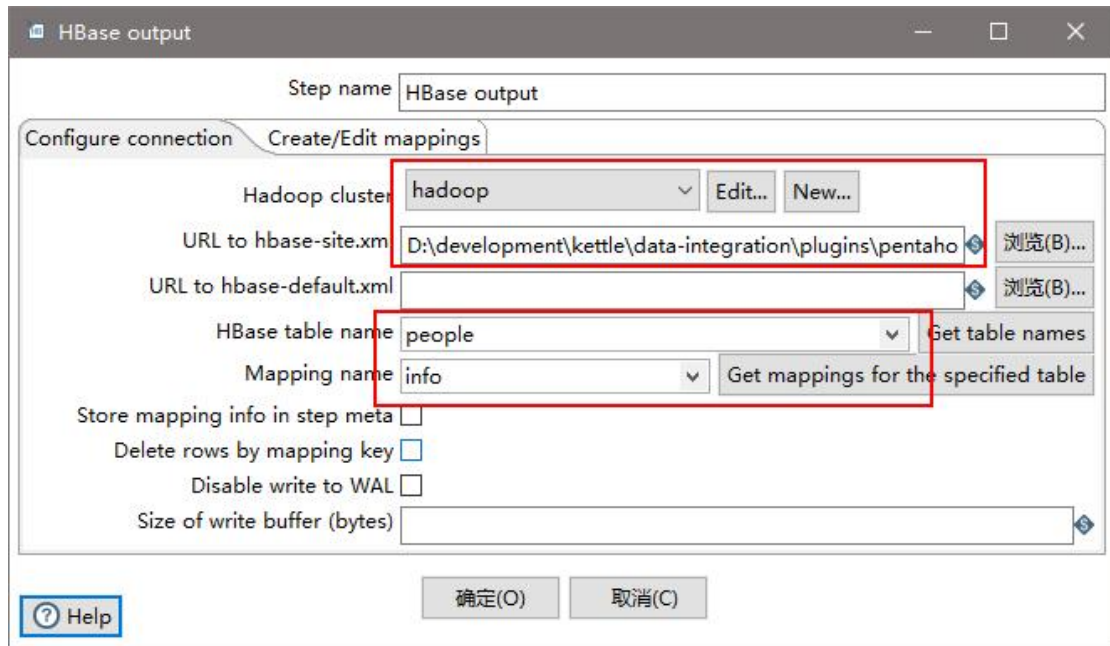 HBase output
Step name HBase output
Configure connection Create/Edit mappings
Hadoop cluster hadoop Edit... New...
URL to hbase-site.xm D:\development\kettle\data-integration\plugins\pentaho 浏览(B)...
URL to hbase-default.xml 浏览(B)...
HBase table name people Get table names
Mapping name info Get mappings for the specified table
Store mapping info in step meta
Delete rows by mapping key
Disable write to WAL
Size of write buffer (bytes)
确定(O) 取消(C)
Help